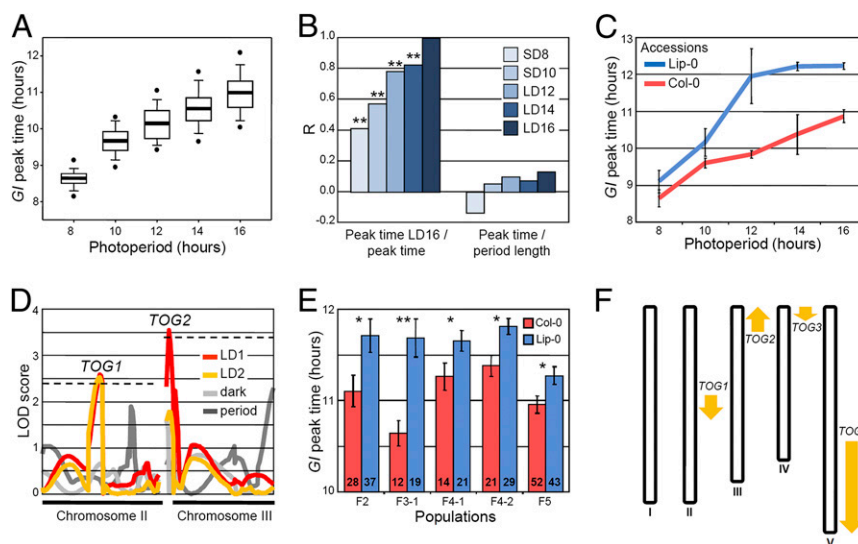 A
12
11
10
9
8
GI peak time (hours)
8 10 12 14 16
Photoperiod (hours)
B
1.0
0.8
0.6
0.4
0.2
0.0
-0.2
R
** ** ** **
SD8
SD10
LD12
LD14
LD16
Peak time LD16 / peak time
Peak time / period length
C
Accessions
Lip-0
Col-0
13
12
11
10
9
8
GI peak time (hours)
8 10 12 14 16
Photoperiod (hours)
D
4
3
2
1
0
LOD score
TOG1
TOG2
LD1
LD2
dark
period
Chromosome II
Chromosome III
E
12
11
10
GI peak time (hours)
Col-0
Lip-0
* ** * * *
28 37 12 19 14 21 21 29 52 43
F2 F3-1 F4-1 F4-2 F5
Populations
F
TOG1
TOG2
TOG3
TOG
I
II
III
IV
V